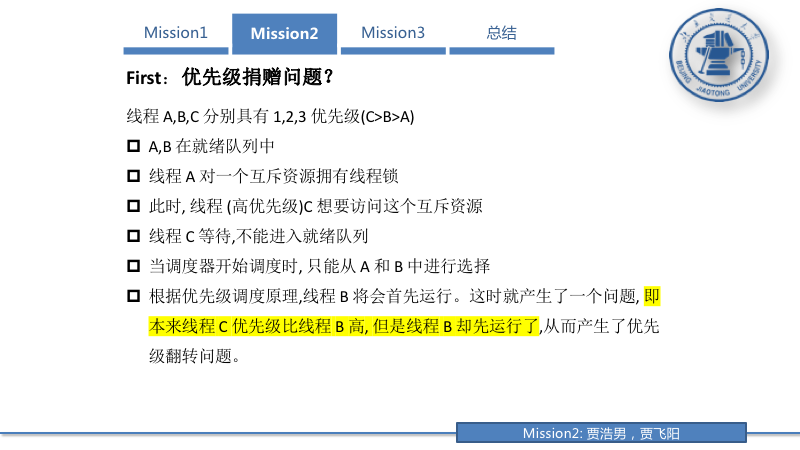 Mission1
Mission2
Mission3
总结
First：优先级捐赠问题？
线程 A,B,C 分别具有 1,2,3 优先级(C>B>A)
A,B 在就绪队列中
线程 A 对一个互斥资源拥有线程锁
此时, 线程 (高优先级)C 想要访问这个互斥资源
线程 C 等待,不能进入就绪队列
当调度器开始调度时, 只能从 A 和 B 中进行选择
根据优先级调度原理,线程 B 将会首先运行。这时就产生了一个问题, 即
本来线程 C 优先级比线程 B 高, 但是线程 B 却先运行了,从而产生了优先
级翻转问题。
Mission2: 贾浩男，贾飞阳
BEIJING JIAOTONG UNIVERSITY